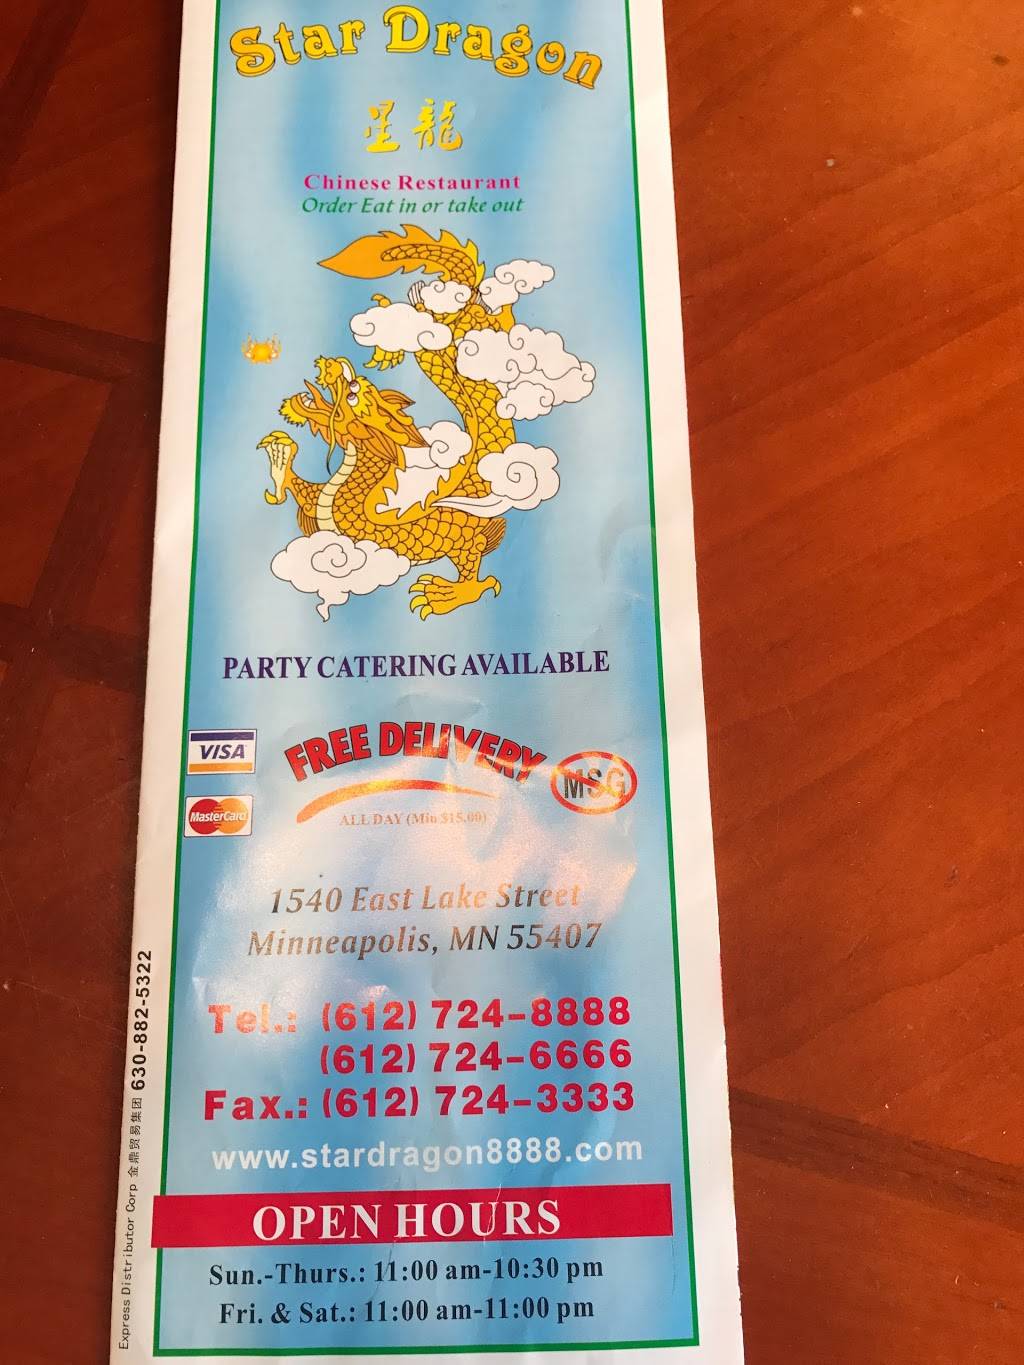 Star Dragon
星龍
Chinese Restaurant
Order Eat in or take out
PARTY CATERING AVAILABLE
VISA
FREE DELIVERY
MSG
MasterCard
ALL DAY (Min $15.00)
1540 East Lake Street
Minneapolis, MN 55407
Tel.: (612) 724-8888
(612) 724-6666
Fax.: (612) 724-3333
www.stardragon8888.com
OPEN HOURS
Sun.-Thurs.: 11:00 am-10:30 pm
Fri. & Sat.: 11:00 am-11:00 pm
Express Distributor Corp 金鼎贸易集团 630-882-5322